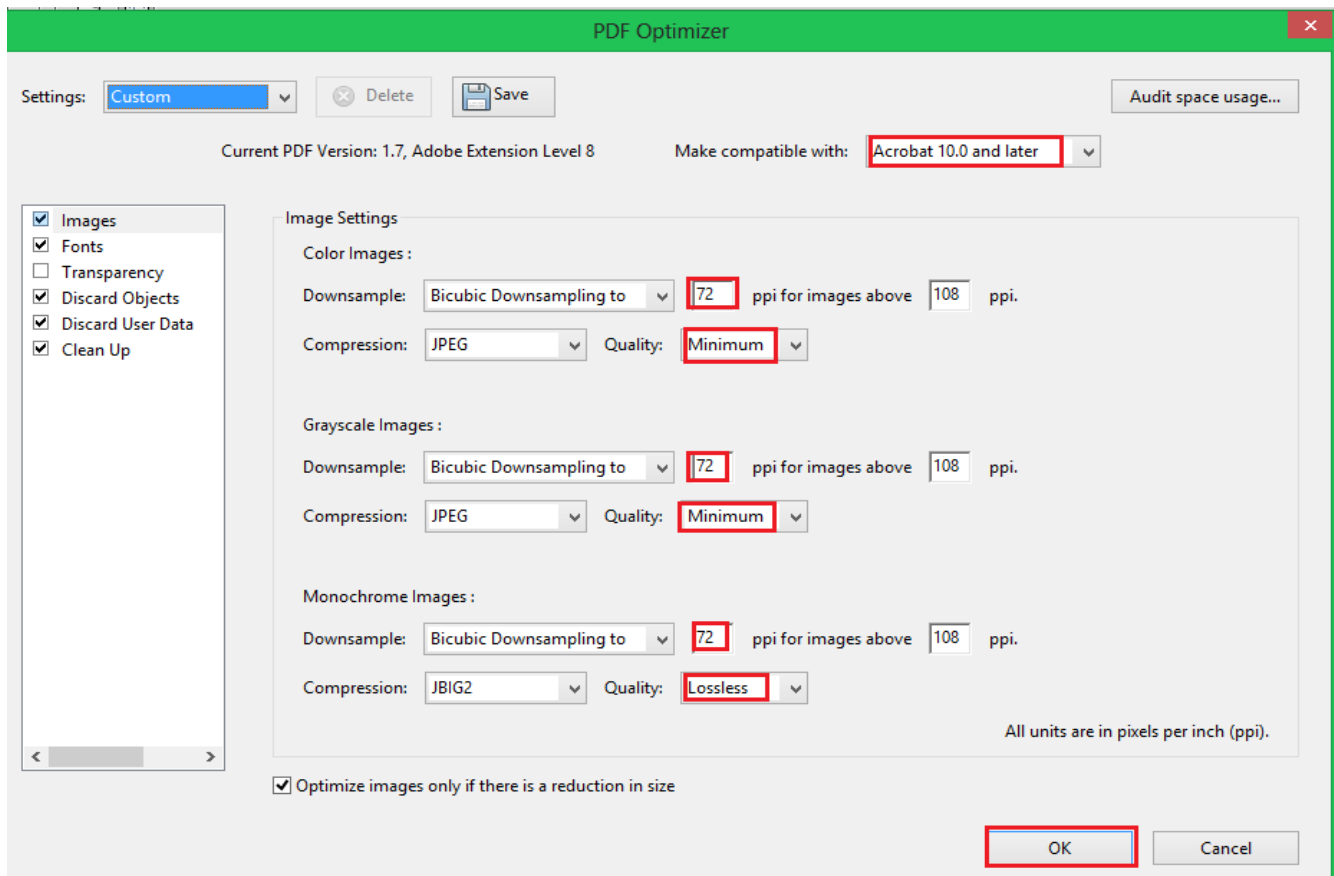 PDF Optimizer
Settings: Custom Delete Save Audit space usage...
Current PDF Version: 1.7, Adobe Extension Level 8 Make compatible with: Acrobat 10.0 and later
Images
Fonts
Transparency
Discard Objects
Discard User Data
Clean Up
Image Settings
Color Images :
Downsample: Bicubic Downsampling to 72 ppi for images above 108 ppi.
Compression: JPEG Quality: Minimum
Grayscale Images :
Downsample: Bicubic Downsampling to 72 ppi for images above 108 ppi.
Compression: JPEG Quality: Minimum
Monochrome Images :
Downsample: Bicubic Downsampling to 72 ppi for images above 108 ppi.
Compression: JBIG2 Quality: Lossless
All units are in pixels per inch (ppi).
Optimize images only if there is a reduction in size
OK Cancel